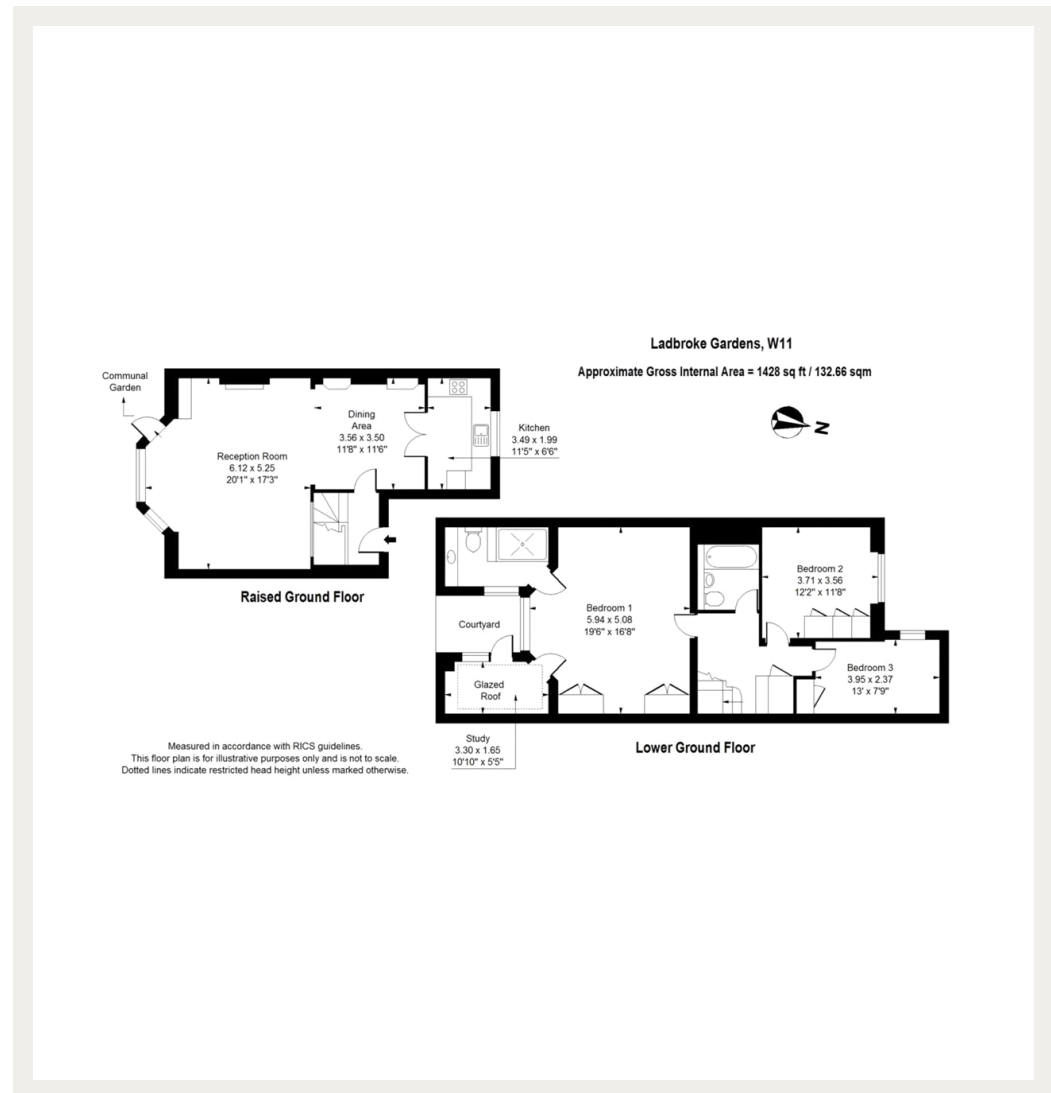 Ladbroke Gardens, W11
Approximate Gross Internal Area = 1428 sq ft / 132.66 sqm
N
Communal
Garden
Reception Room
6.12 x 5.25
20'1" x 17'3"
Dining
Area
3.56 x 3.50
11'8" x 11'6"
Kitchen
3.49 x 1.99
11'5" x 6'6"
Raised Ground Floor
Courtyard
Glazed
Roof
Study
3.30 x 1.65
10'10" x 5'5"
Bedroom 1
5.94 x 5.08
19'6" x 16'8"
Bedroom 2
3.71 x 3.56
12'2" x 11'8"
Bedroom 3
3.95 x 2.37
13' x 7'9"
Lower Ground Floor
Measured in accordance with RICS guidelines.
This floor plan is for illustrative purposes only and is not to scale.
Dotted lines indicate restricted head height unless marked otherwise.